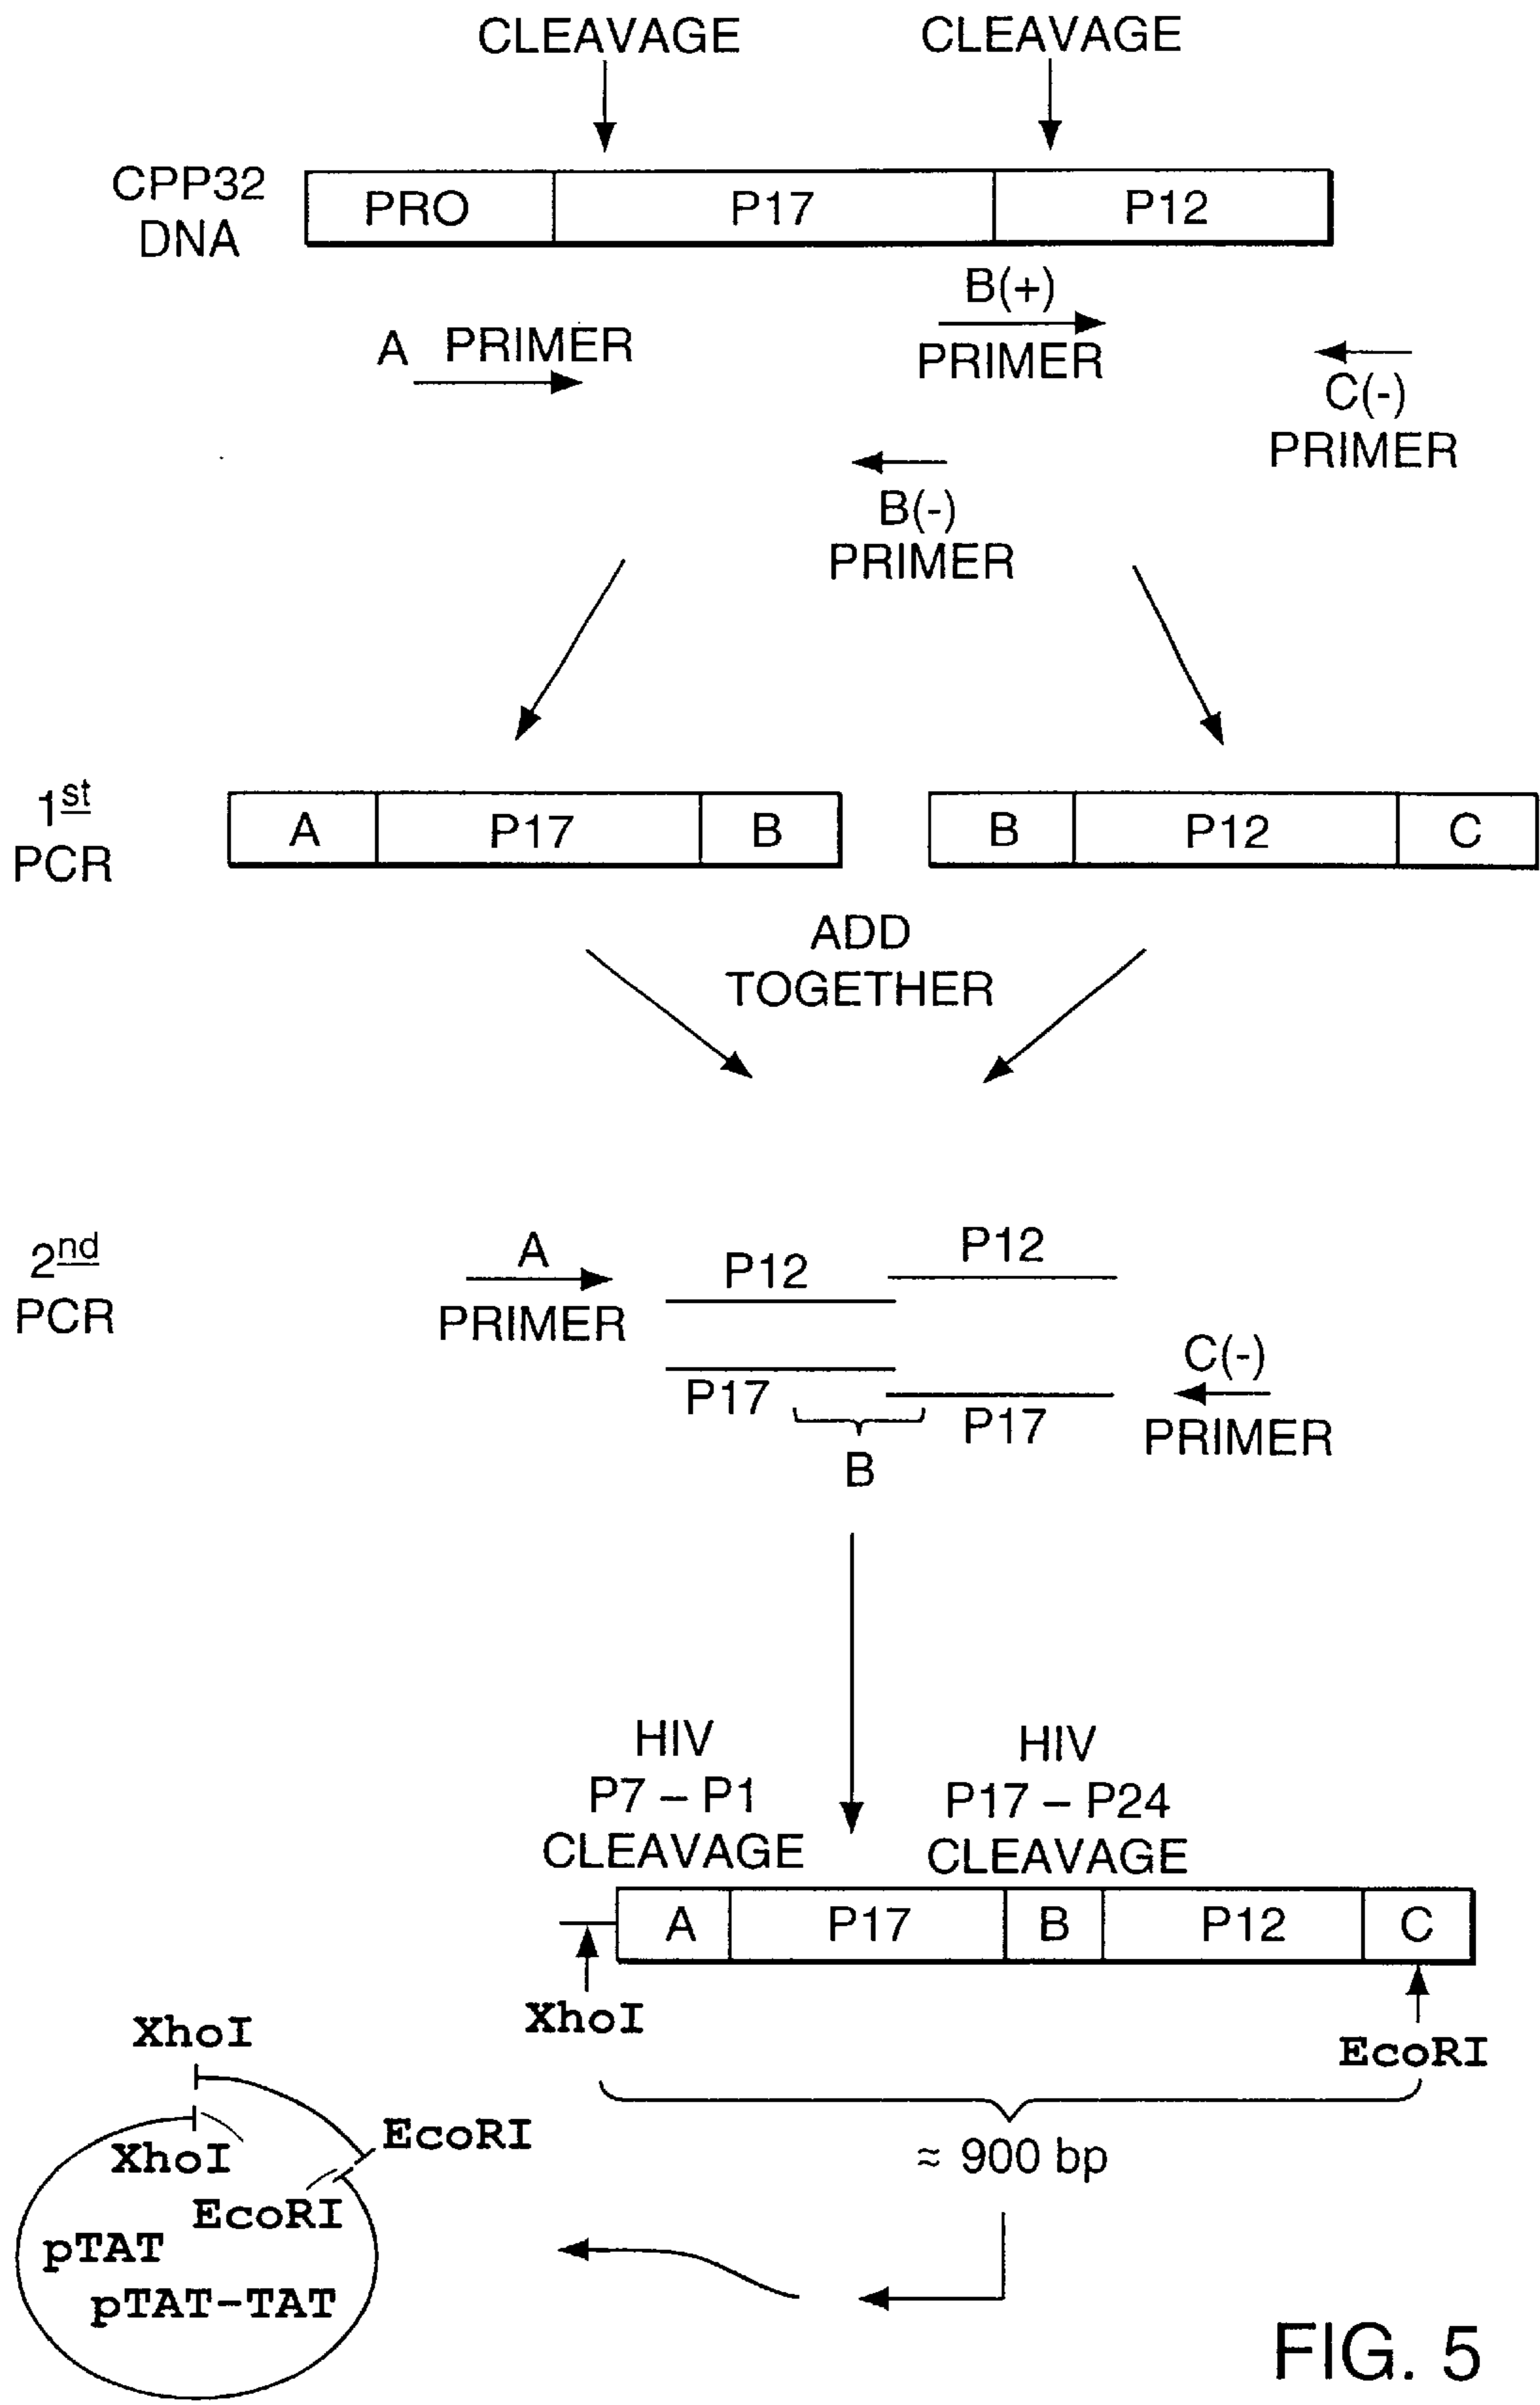 CLEAVAGE CLEAVAGE
CPP32
DNA
PRO P17 P12
A PRIMER
B(+)
PRIMER
C(-)
PRIMER
B(-)
PRIMER
1st
PCR
A P17 B B P12 C
ADD
TOGETHER
2nd
PCR
A
PRIMER
P12 P12
P17 P17
B
C(-)
PRIMER
HIV
P7 – P1
CLEAVAGE
HIV
P17 – P24
CLEAVAGE
A P17 B P12 C
XhoI
EcoRI
≈ 900 bp
XhoI
EcoRI
XhoI
EcoRI
pTAT
pTAT-TAT
FIG. 5